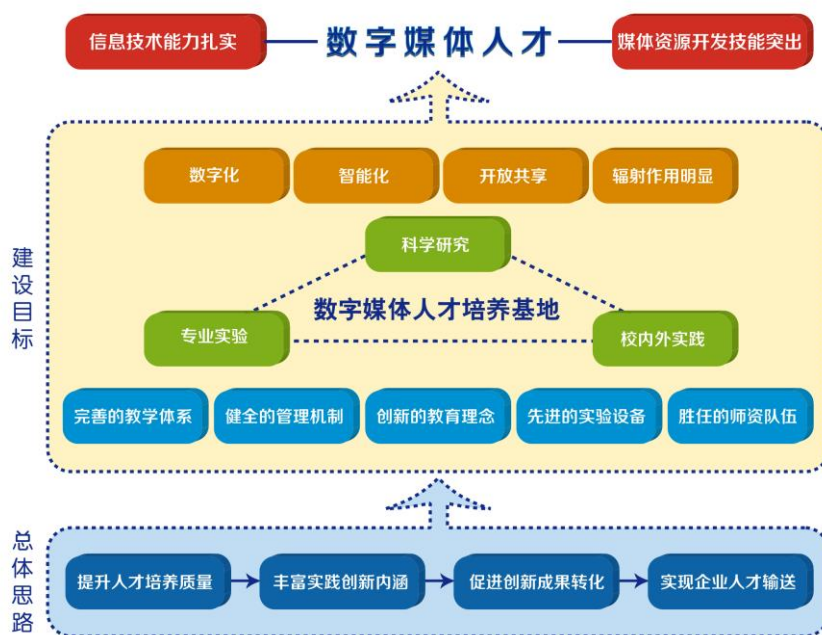 信息技术能力扎实
数字媒体人才
媒体资源开发技能突出
建设目标
数字化
智能化
开放共享
辐射作用明显
科学研究
数字媒体人才培养基地
专业实验
校内外实践
完善的教学体系
健全的管理机制
创新的教育理念
先进的实验设备
胜任的师资队伍
总体思路
提升人才培养质量
丰富实践创新内涵
促进创新成果转化
实现企业人才输送